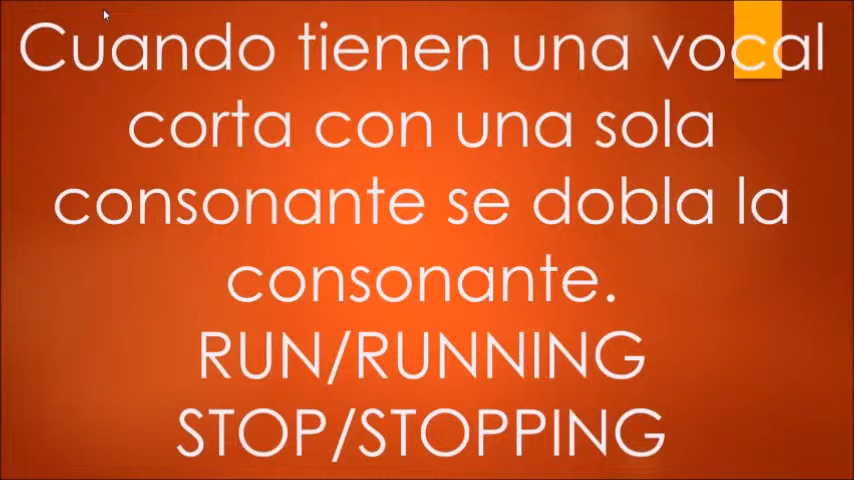 Cuando tienen una vocal
corta con una sola
consonante se dobla la
consonante.
RUN/RUNNING
STOP/STOPPING